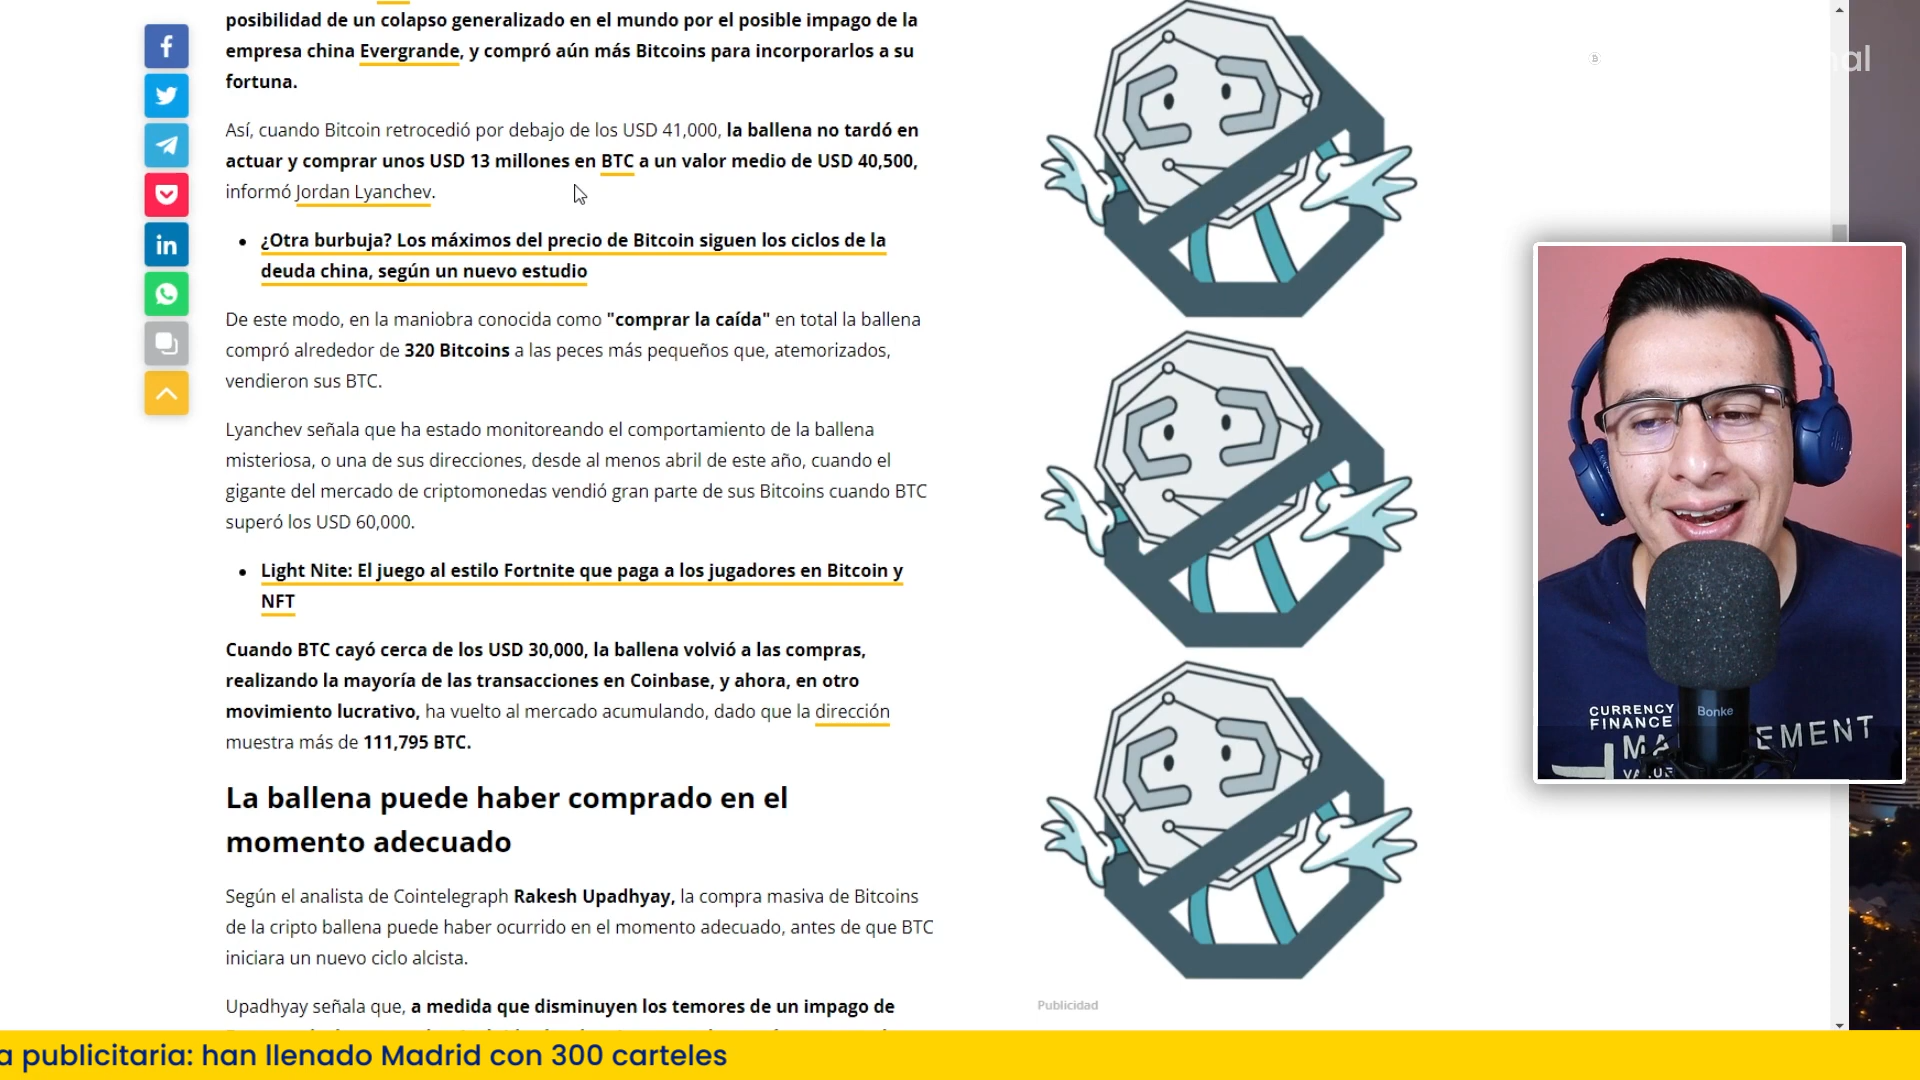 posibilidad de un colapso generalizado en el mundo por el posible impago de la
empresa china Evergrande, y compró aún más Bitcoins para incorporarlos a su
fortuna.
Así, cuando Bitcoin retrocedió por debajo de los USD 41,000, la ballena no tardó en
actuar y comprar unos USD 13 millones en BTC a un valor medio de USD 40,500,
informó Jordan Lyanchev.
• ¿Otra burbuja? Los máximos del precio de Bitcoin siguen los ciclos de la
deuda china, según un nuevo estudio
De este modo, en la maniobra conocida como "comprar la caída" en total la ballena
compró alrededor de 320 Bitcoins a las peces más pequeños que, atemorizados,
vendieron sus BTC.
Lyanchev señala que ha estado monitoreando el comportamiento de la ballena
misteriosa, o una de sus direcciones, desde al menos abril de este año, cuando el
gigante del mercado de criptomonedas vendió gran parte de sus Bitcoins cuando BTC
superó los USD 60,000.
• Light Nite: El juego al estilo Fortnite que paga a los jugadores en Bitcoin y
NFT
Cuando BTC cayó cerca de los USD 30,000, la ballena volvió a las compras,
realizando la mayoría de las transacciones en Coinbase, y ahora, en otro
movimiento lucrativo, ha vuelto al mercado acumulando, dado que la dirección
muestra más de 111,795 BTC.
La ballena puede haber comprado en el
momento adecuado
Según el analista de Cointelegraph Rakesh Upadhyay, la compra masiva de Bitcoins
de la cripto ballena puede haber ocurrido en el momento adecuado, antes de que BTC
iniciara un nuevo ciclo alcista.
Upadhyay señala que, a medida que disminuyen los temores de un impago de
Publicidad
nal
CURRENCY
FINANCE
MA EMENT
VALUE
Bonke
a publicitaria: han llenado Madrid con 300 carteles